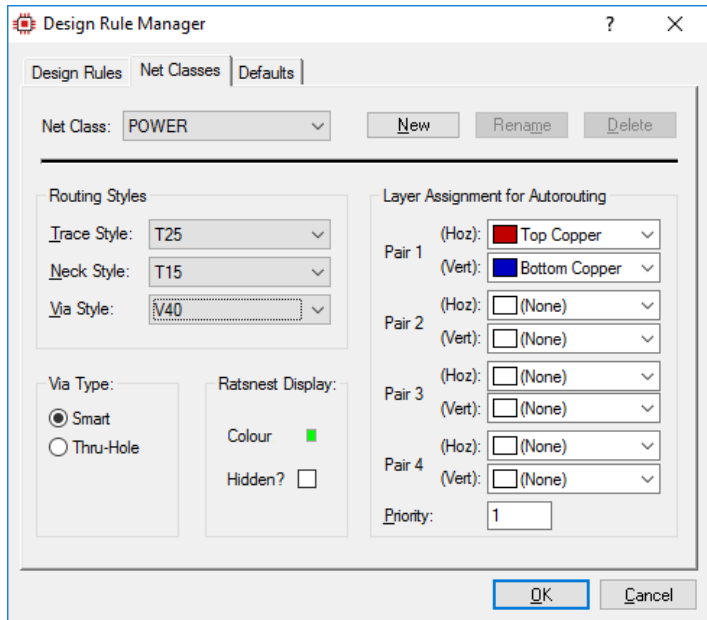 Design Rule Manager
Design Rules Net Classes Defaults
Net Class: POWER New Rename Delete
Routing Styles
Trace Style: T25
Neck Style: T15
Via Style: V40
Via Type:
Smart
Thru-Hole
Ratsnest Display:
Colour
Hidden?
Layer Assignment for Autorouting
Pair 1
(Hoz): Top Copper
(Vert): Bottom Copper
Pair 2
(Hoz): (None)
(Vert): (None)
Pair 3
(Hoz): (None)
(Vert): (None)
Pair 4
(Hoz): (None)
(Vert): (None)
Priority: 1
OK Cancel